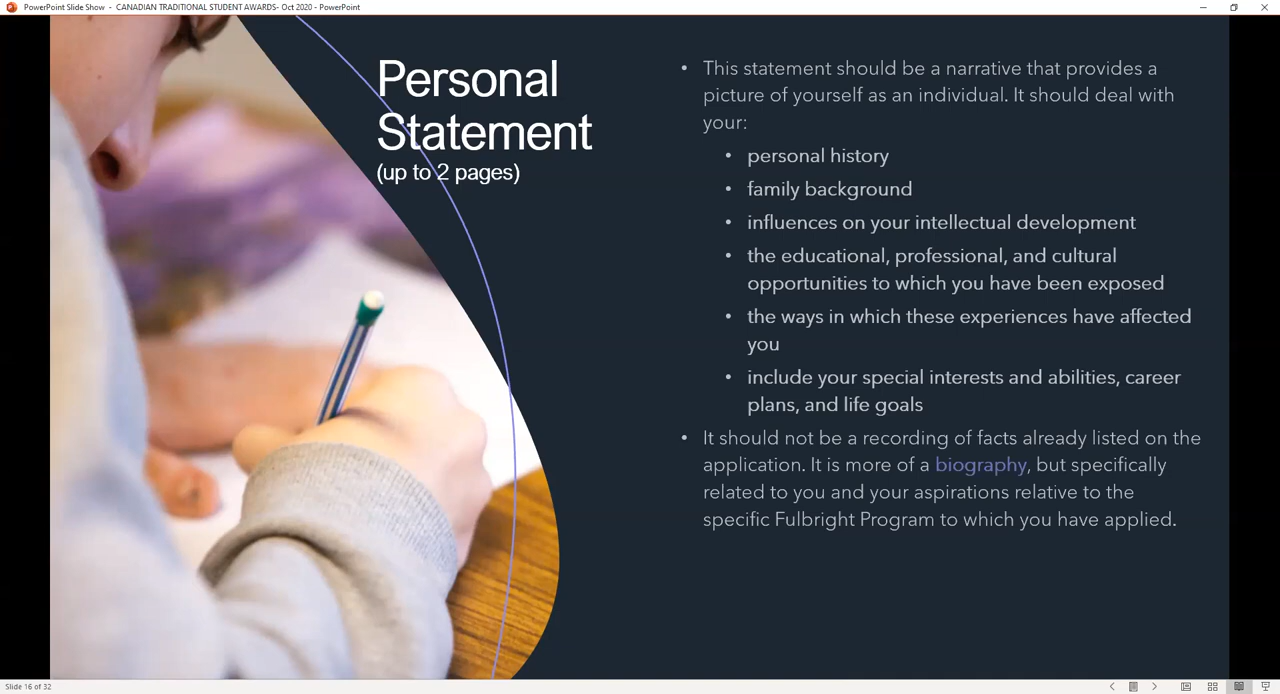 PowerPoint Slide Show - CANADIAN TRADITIONAL STUDENT AWARDS- Oct 2020 - PowerPoint
Personal
Statement
(up to 2 pages)
• This statement should be a narrative that provides a
picture of yourself as an individual. It should deal with
your:
• personal history
• family background
• influences on your intellectual development
• the educational, professional, and cultural
opportunities to which you have been exposed
• the ways in which these experiences have affected
you
• include your special interests and abilities, career
plans, and life goals
• It should not be a recording of facts already listed on the
application. It is more of a biography, but specifically
related to you and your aspirations relative to the
specific Fulbright Program to which you have applied.
Slide 16 of 32